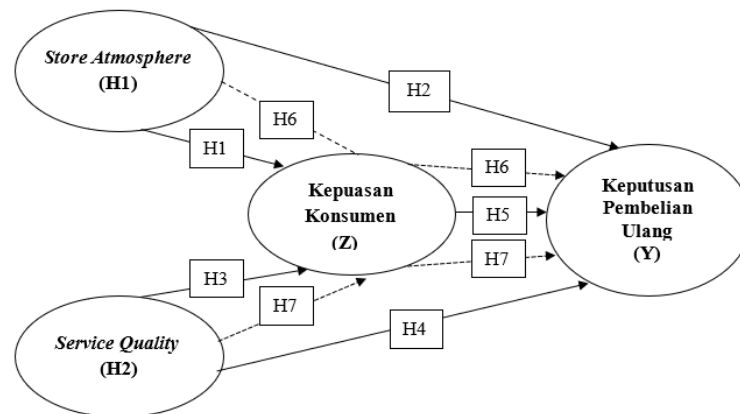 Store Atmosphere
(H1)
H2
H6
H1
H6
Kepuasan
Konsumen
(Z)
H5
Keputusan
Pembelian
Ulang
(Y)
H7
H3
H7
H4
Service Quality
(H2)